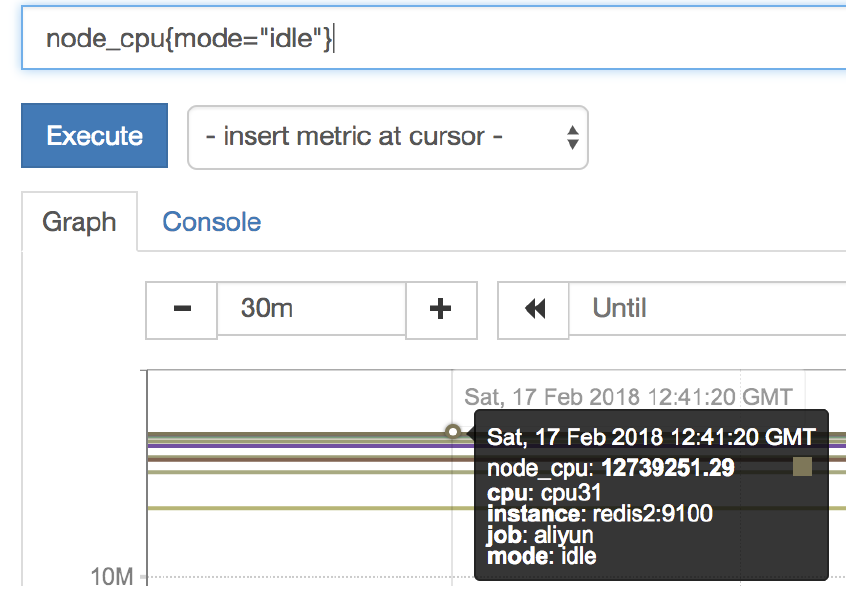 node_cpu{mode="idle"}
Execute
- insert metric at cursor -
Graph
Console
30m
Until
Sat, 17 Feb 2018 12:41:20 GMT
Sat, 17 Feb 2018 12:41:20 GMT
node_cpu: 12739251.29
cpu: cpu31
instance: redis2:9100
job: aliyun
mode: idle
10M